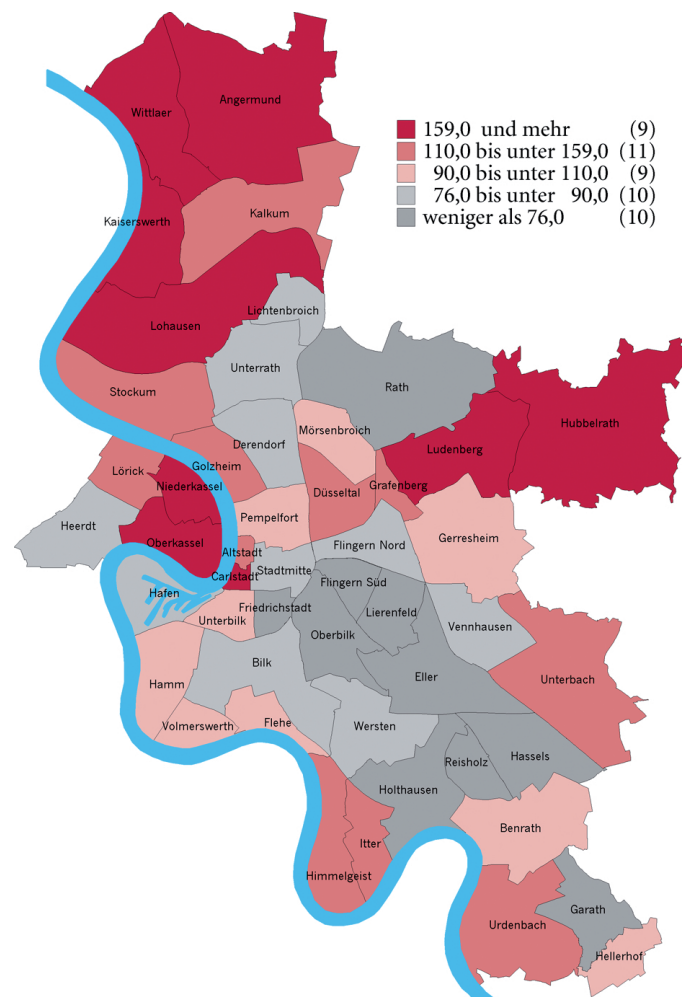 Angermund
Wittlaer
159,0 und mehr (9)
110,0 bis unter 159,0 (11)
90,0 bis unter 110,0 (9)
76,0 bis unter 90,0 (10)
weniger als 76,0 (10)
Kaiserswerth
Kalkum
Lichtenbroich
Lohausen
Unterrath
Rath
Stockum
Hubbelrath
Mörsenbroich
Derendorf
Ludenberg
Golzheim
Lörick
Niederkassel
Grafenberg
Düsseltal
Pempelfort
Heerdt
Gerresheim
Oberkassel
Flingern Nord
Altstadt
Stadtmitte
Carlstadt
Flingern Süd
Hafen
Friedrichstadt
Lierenfeld
Unterbilk
Vennhausen
Oberbilk
Bilk
Eller
Unterbach
Hamm
Flehe
Volmerswerth
Wersten
Hassels
Reisholz
Holthausen
Benrath
Itter
Himmelgeist
Garath
Urdenbach
Hellerhof